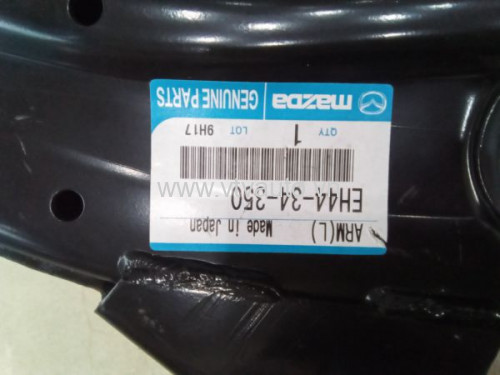 mazda GENUINE PARTS
QTY 1 LOT 9H17
EH44-34-350
ARM(L) Made in Japan